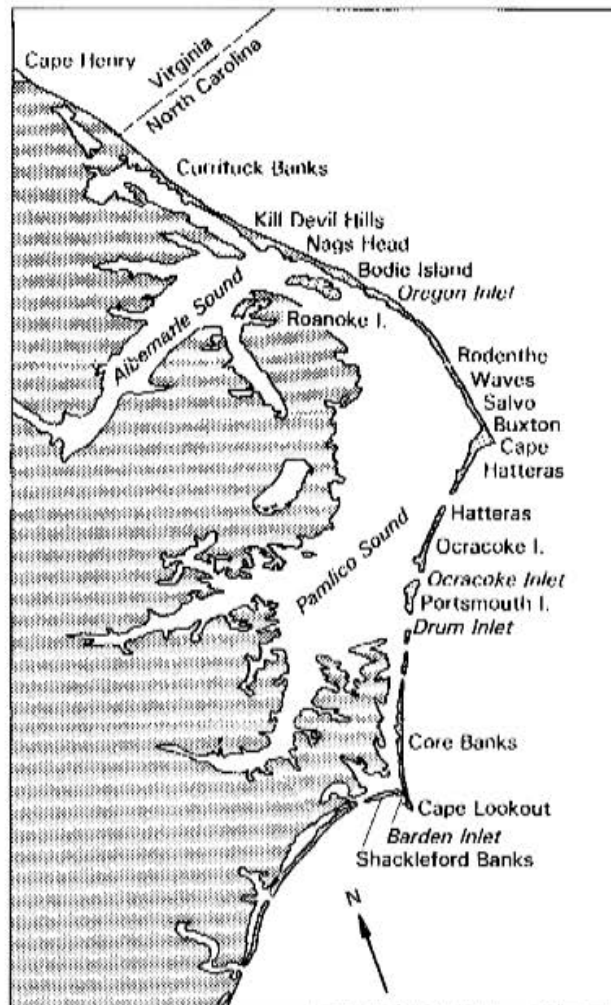 Cape Henry
Virginia
North Carolina
Currituck Banks
Kill Devil Hills
Nags Head
Bodie Island
Oregon Inlet
Albemarle Sound
Roanoke I.
Rodenthe
Waves
Salvo
Buxton
Cape
Hatteras
Hatteras
Pamlico Sound
Ocracoke I.
Ocracoke Inlet
Portsmouth I.
Drum Inlet
Core Banks
Cape Lookout
Barden Inlet
Shackleford Banks
N